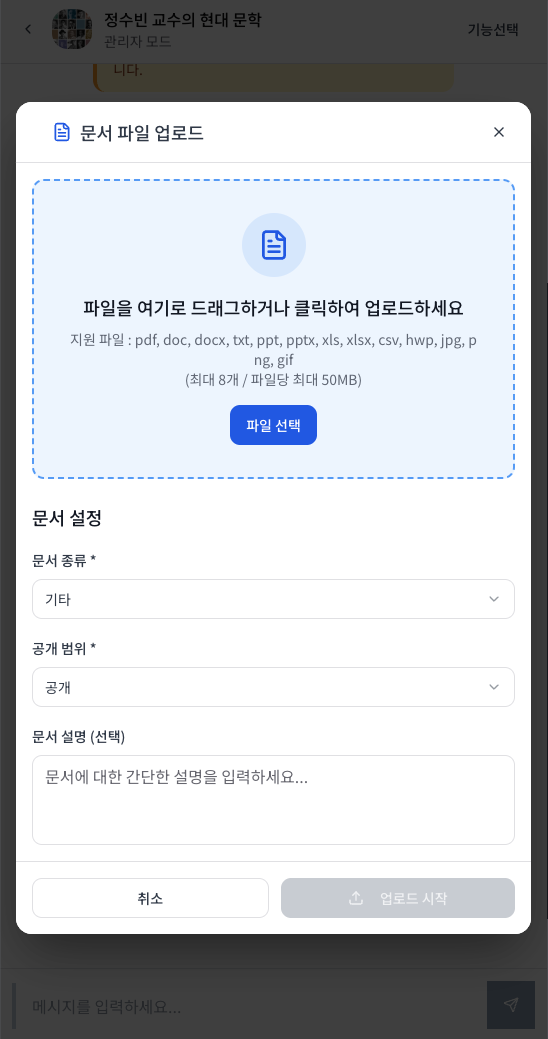 정수빈 교수의 현대 문학
관리자 모드
기능선택
니다.
문서 파일 업로드
파일을 여기로 드래그하거나 클릭하여 업로드하세요
지원 파일 : pdf, doc, docx, txt, ppt, pptx, xls, xlsx, csv, hwp, jpg, p
ng, gif
(최대 8개 / 파일당 최대 50MB)
파일 선택
문서 설정
문서 종류 *
기타
공개 범위 *
공개
문서 설명 (선택)
문서에 대한 간단한 설명을 입력하세요...
취소
업로드 시작
메시지를 입력하세요...